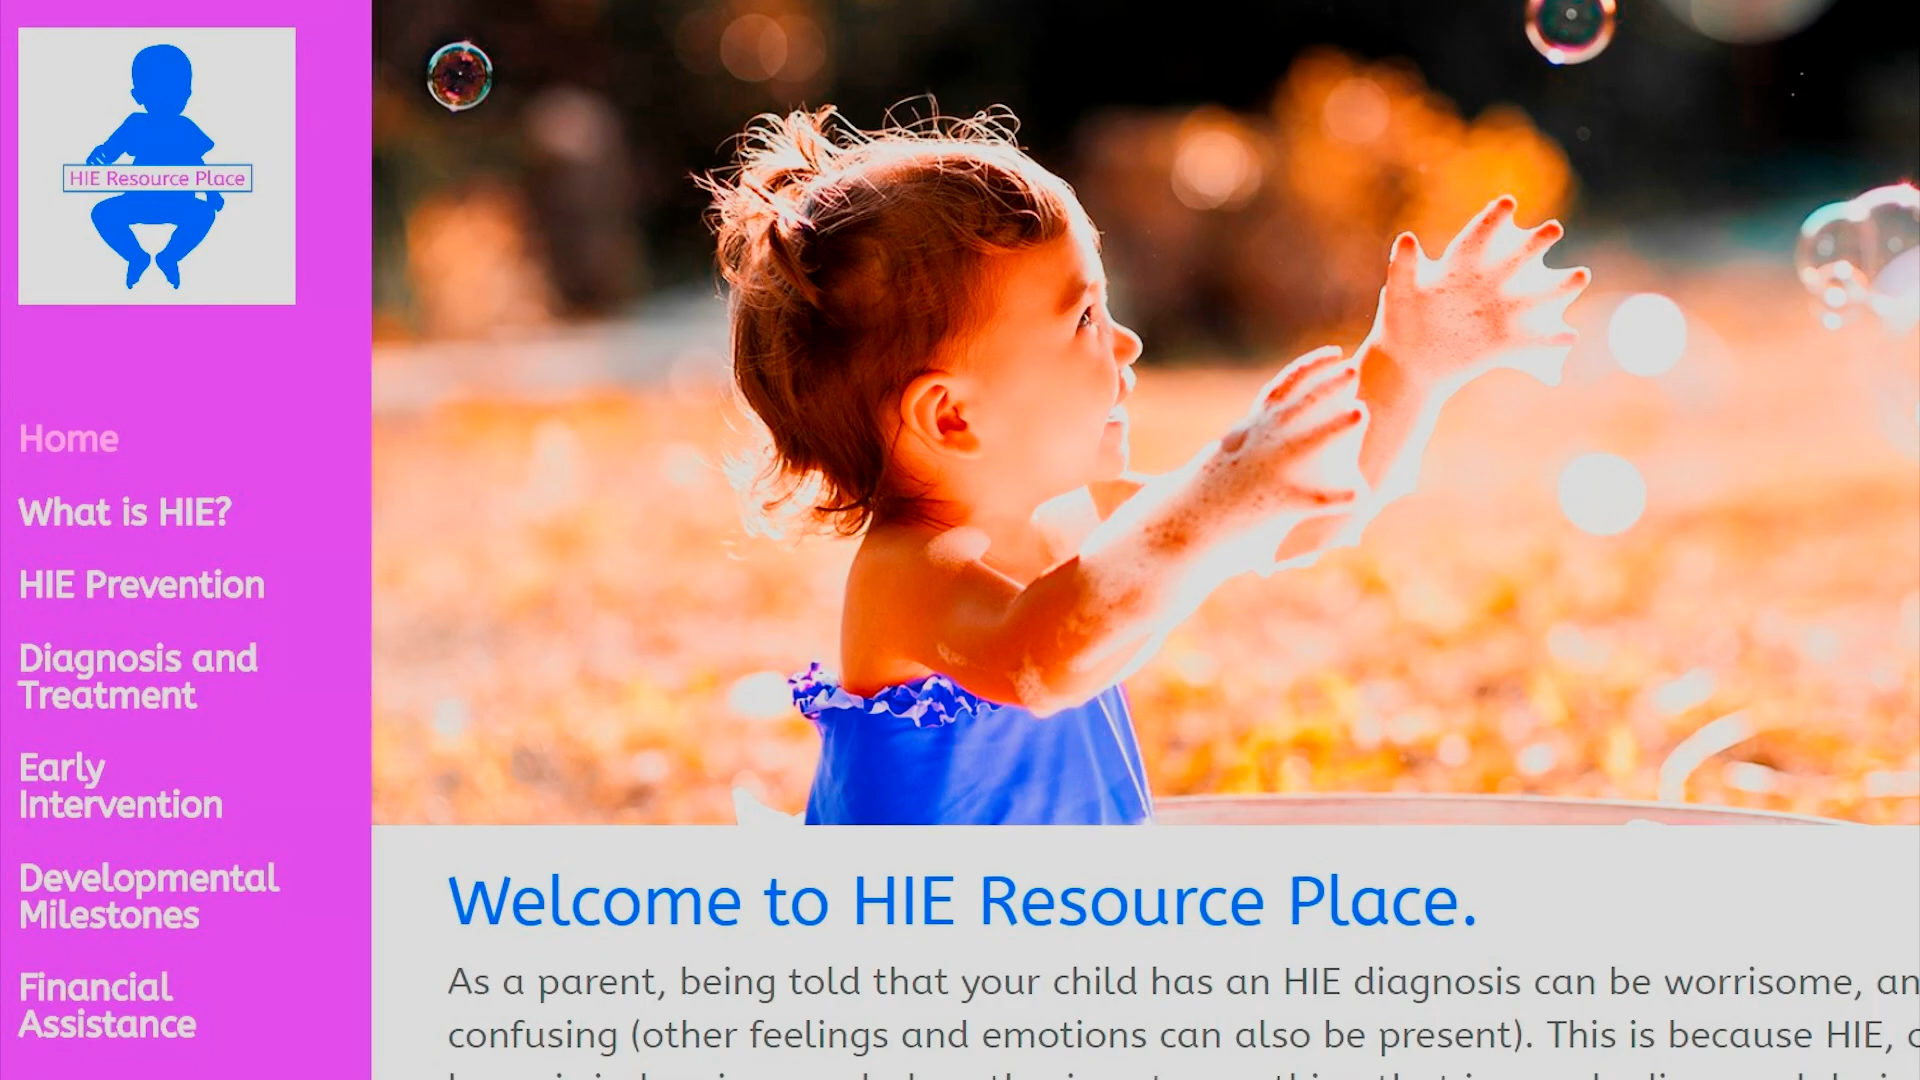 HIE Resource Place
Home
What is HIE?
HIE Prevention
Diagnosis and
Treatment
Early
Intervention
Developmental
Milestones
Financial
Assistance
Welcome to HIE Resource Place.
As a parent, being told that your child has an HIE diagnosis can be worrisome, an
confusing (other feelings and emotions can also be present). This is because HIE,